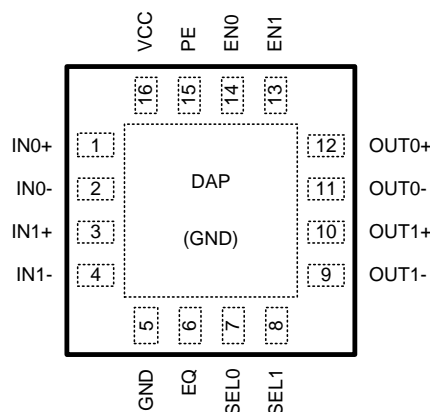 VCC PE EN0 EN1
16 15 14 13
IN0+ 1 12 OUT0+
IN0- 2 DAP 11 OUT0-
IN1+ 3 (GND) 10 OUT1+
IN1- 4 9 OUT1-
5 6 7 8
GND EQ SEL0 SEL1